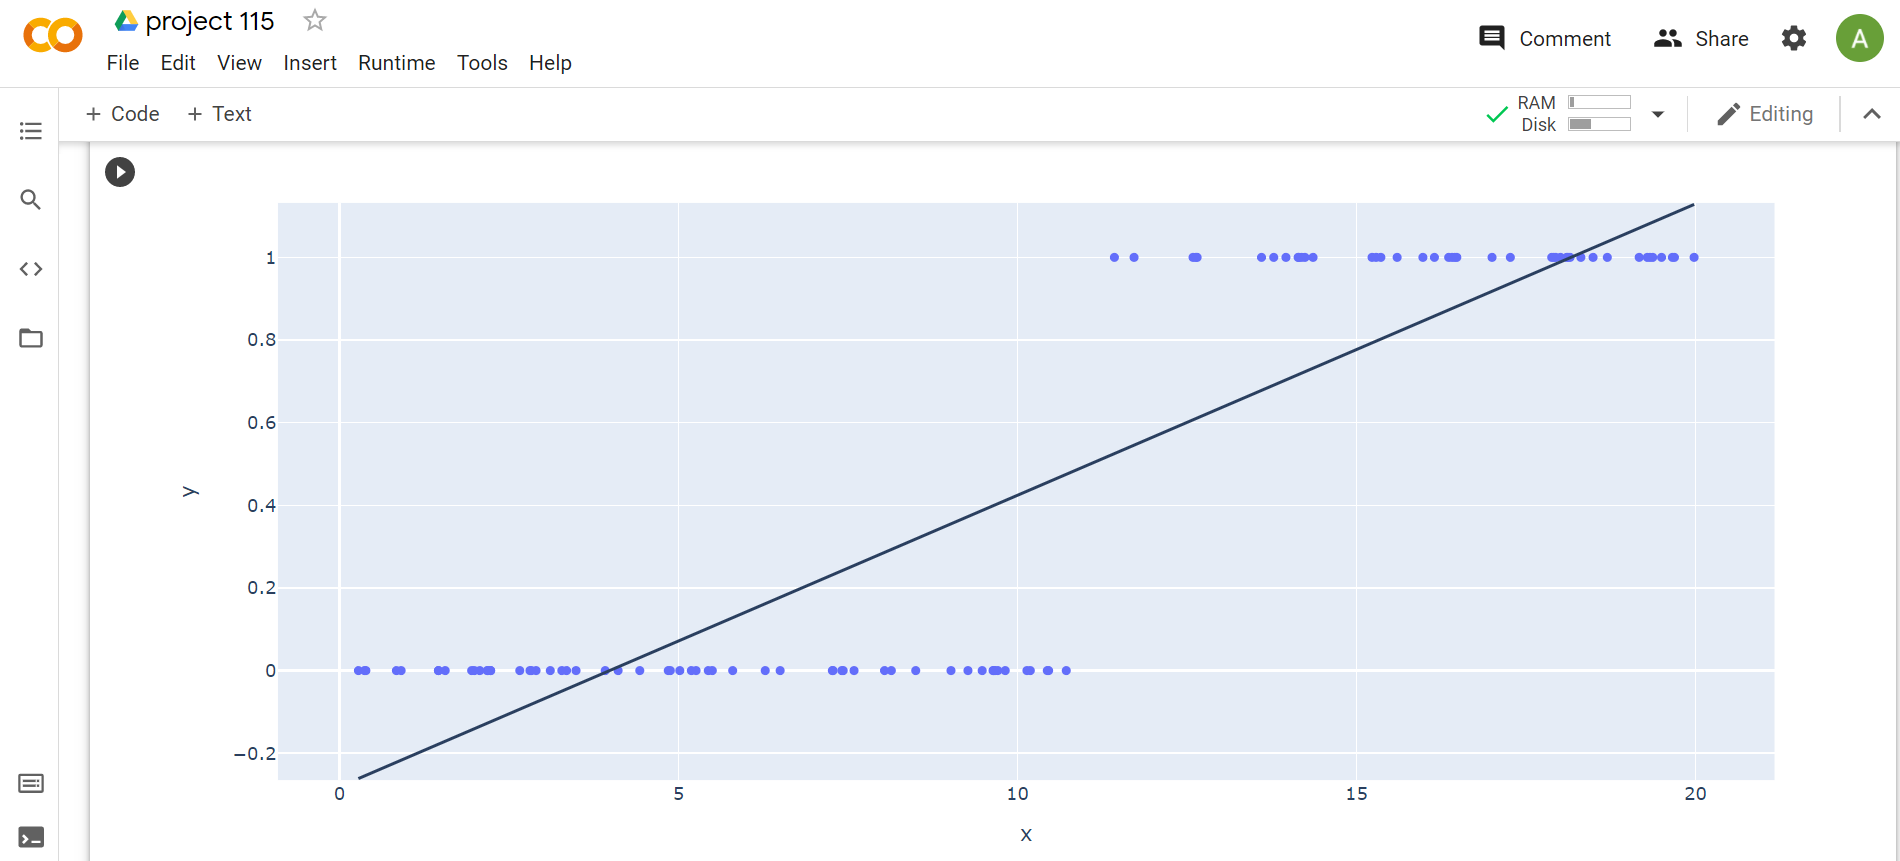 project 115
File Edit View Insert Runtime Tools Help
Comment Share A
+ Code + Text
RAM
Disk
Editing
1
0.8
0.6
0.4
0.2
0
−0.2
y
0 5 10 15 20
x